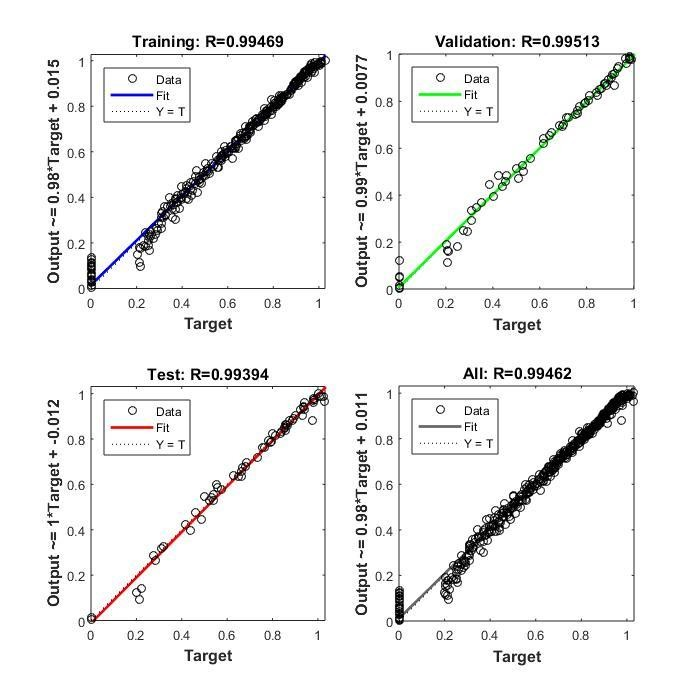 Training: R=0.99469
Output ~= 0.98*Target + 0.015
Data
Fit
Y = T
1
0.8
0.6
0.4
0.2
0
0 0.2 0.4 0.6 0.8 1
Target
Validation: R=0.99513
Output ~= 0.99*Target + 0.0077
Data
Fit
Y = T
1
0.8
0.6
0.4
0.2
0
0 0.2 0.4 0.6 0.8 1
Target
Test: R=0.99394
Output ~= 1*Target + -0.012
Data
Fit
Y = T
1
0.8
0.6
0.4
0.2
0
0 0.2 0.4 0.6 0.8 1
Target
All: R=0.99462
Output ~= 0.98*Target + 0.011
Data
Fit
Y = T
1
0.8
0.6
0.4
0.2
0
0 0.2 0.4 0.6 0.8 1
Target